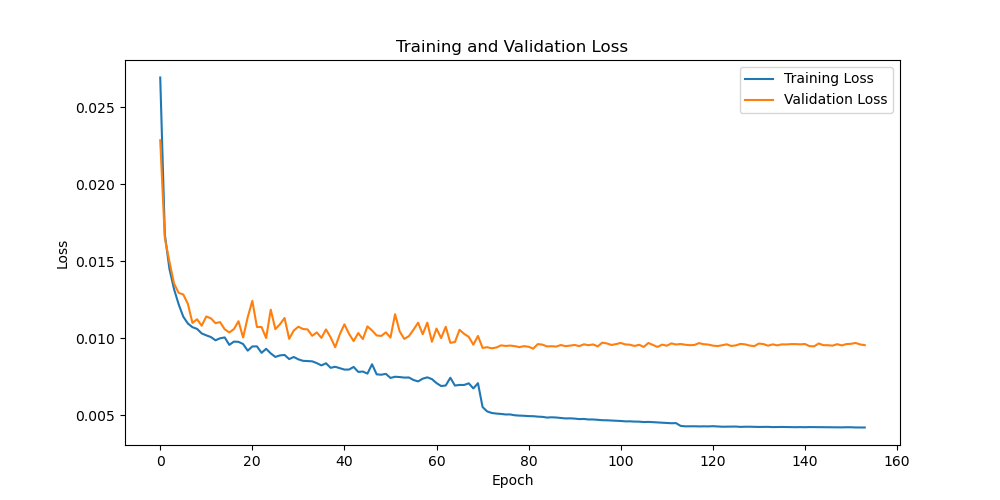 Training and Validation Loss
Training Loss
Validation Loss
Loss
0.025
0.020
0.015
0.010
0.005
0 20 40 60 80 100 120 140 160
Epoch